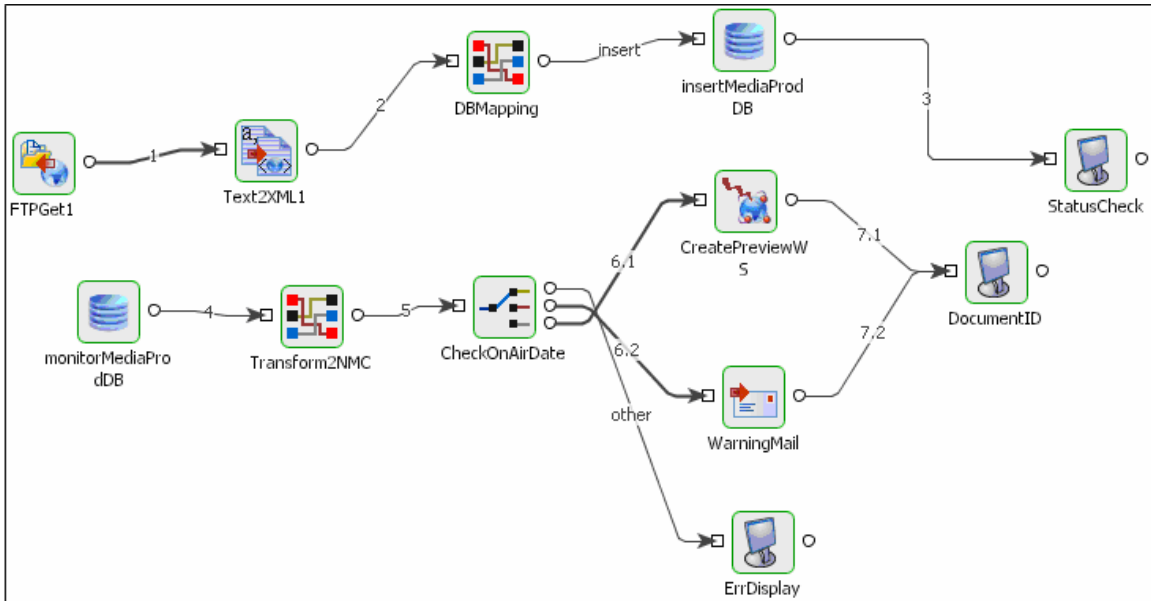 insert
insertMediaProd
DB
DBMapping
2
3
1
FTPGet1
a,
Text2XML1
StatusCheck
6.1
CreatePreviewW
S
7.1
4
5
monitorMediaPro
dDB
Transform2NMC
CheckOnAirDate
DocumentID
6.2
7.2
other
WarningMail
ErrDisplay